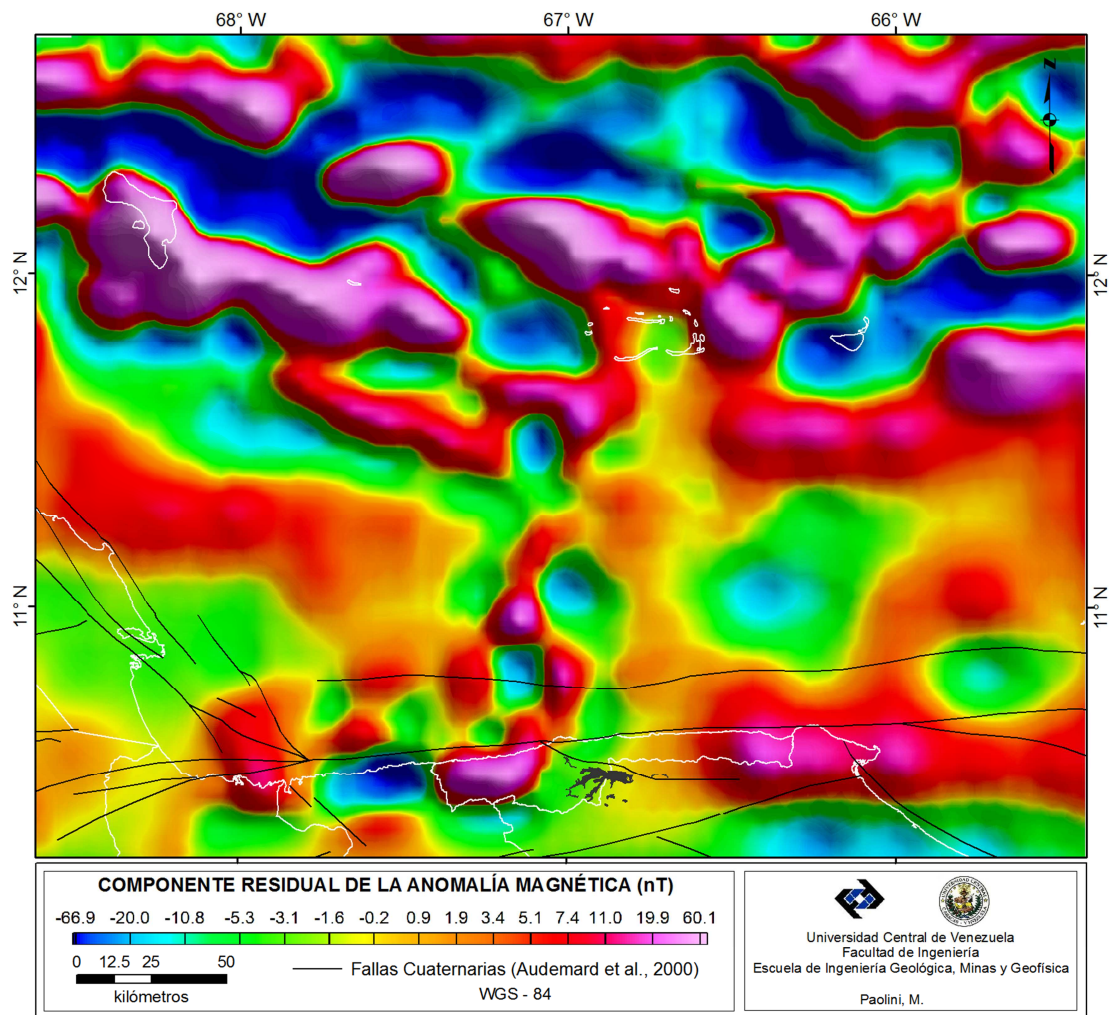 68° W 67° W 66° W
N
12° N 12° N
11° N 11° N
COMPONENTE RESIDUAL DE LA ANOMALÍA MAGNÉTICA (nT)
-66.9 -20.0 -10.8 -5.3 -3.1 -1.6 -0.2 0.9 1.9 3.4 5.1 7.4 11.0 19.9 60.1
0 12.5 25 50
kilómetros
Fallas Cuaternarias (Audemard et al., 2000)
WGS - 84
Universidad Central de Venezuela
Facultad de Ingeniería
Escuela de Ingeniería Geológica, Minas y Geofísica
Paolini, M.
68° W 67° W 66° W